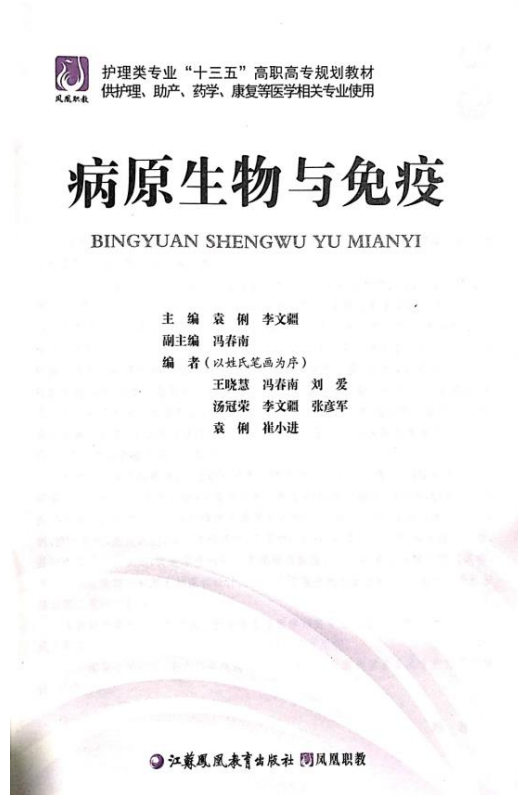 护理类专业“十三五”高职高专规划教材
凤凰职教
供护理、助产、药学、康复等医学相关专业使用
病原生物与免疫
BINGYUAN SHENGWU YU MIANYI
主 编 袁 俐 李文疆
副主编 冯春南
编 者(以姓氏笔画为序)
王晓慧 冯春南 刘 爱
汤冠荣 李文疆 张彦军
袁 俐 崔小进
江苏凤凰教育出版社 凤凰职教